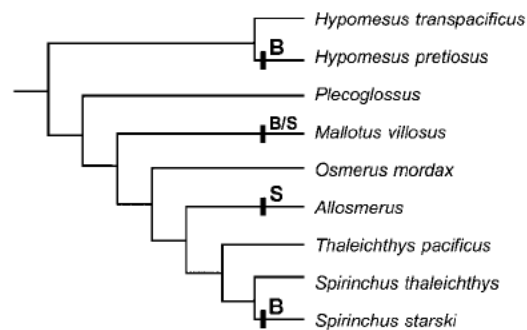 Hypomesus transpacificus
B
Hypomesus pretiosus
Plecoglossus
B/S
Mallotus villosus
Osmerus mordax
S
Allosmerus
Thaleichthys pacificus
Spirinchus thaleichthys
B
Spirinchus starski